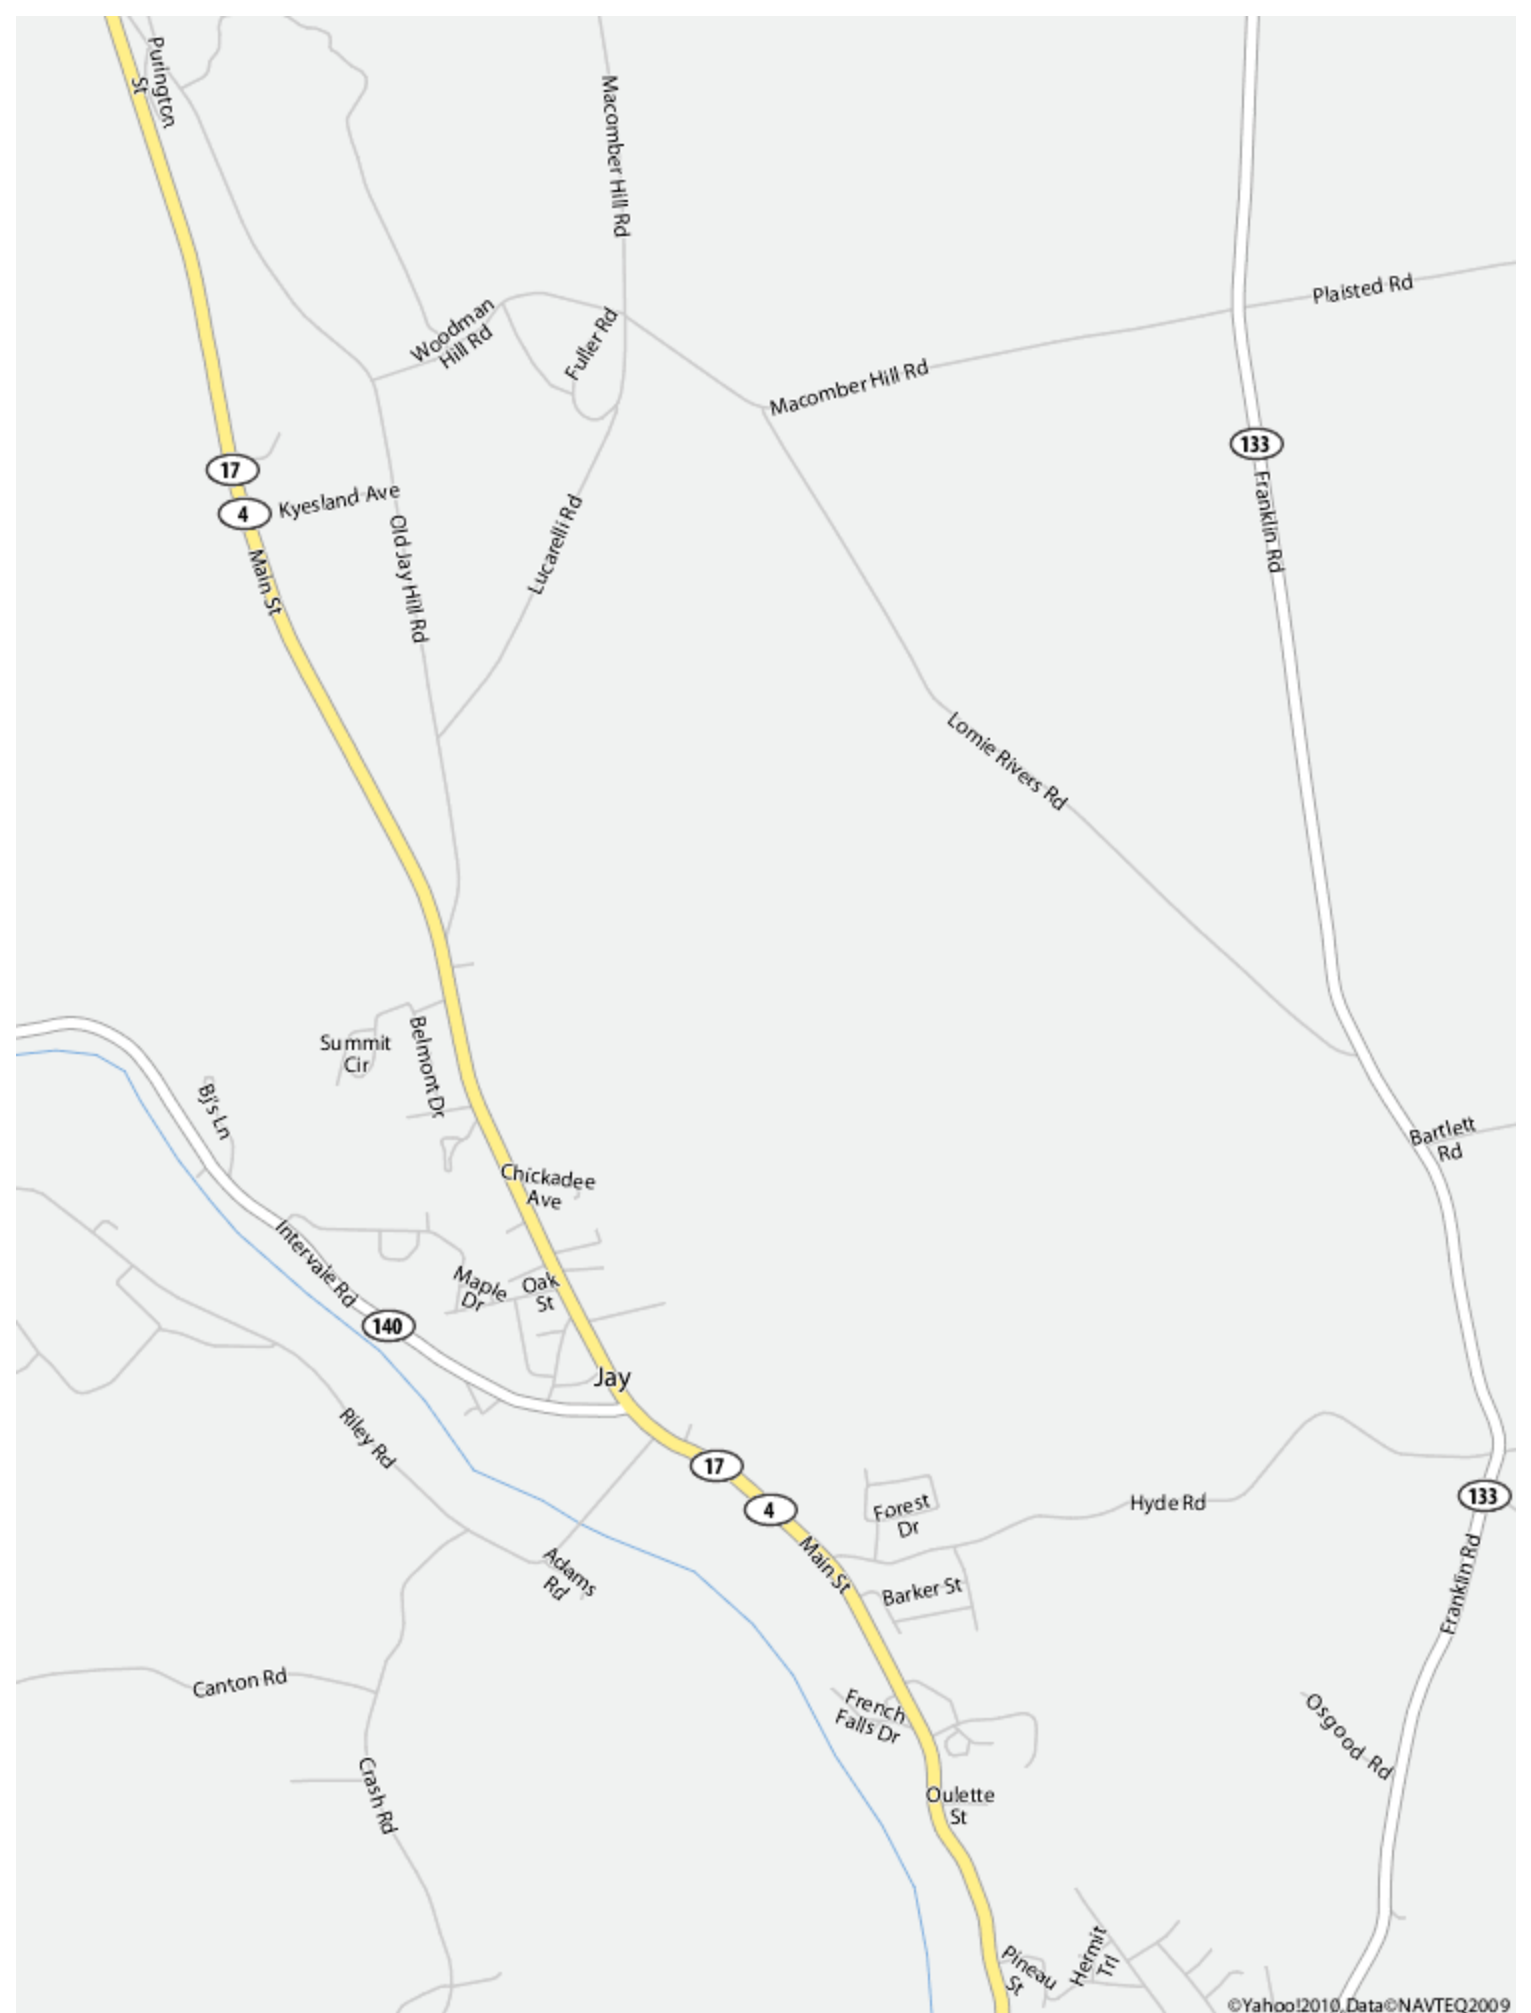 Purington
St
Macomber Hill Rd
Plaisted Rd
Woodman
Hill Rd
Fuller Rd
Macomber Hill Rd
133
17
Kyesland Ave
4
Franklin Rd
Old Jay Hill Rd
Lucarelli Rd
Main St
Lomie Rivers Rd
Summit
Cir
Belmont Dr
Bj's Ln
Bartlett
Rd
Chickadee
Ave
Intervale Rd
Maple
Dr
Oak
St
140
Jay
Riley Rd
17
133
4
Forest
Dr
Hyde Rd
Main St
Adams
Rd
Barker St
Franklin Rd
Canton Rd
French
Falls Dr
Osgood Rd
Crash Rd
Oulette
St
Pineau
St
Hermit
Trl
©Yahoo!2010,Data©NAVTEQ2009